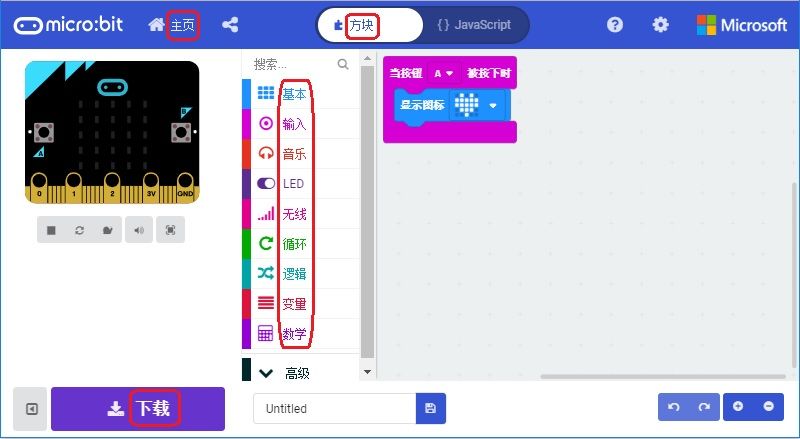 micro:bit 主页 方块 {} JavaScript Microsoft
搜索...
基本
输入
音乐
LED
无线
循环
逻辑
变量
数学
高级
当按钮 A 被按下时
显示图标
B
A
0 1 2 3V GND
下载
Untitled